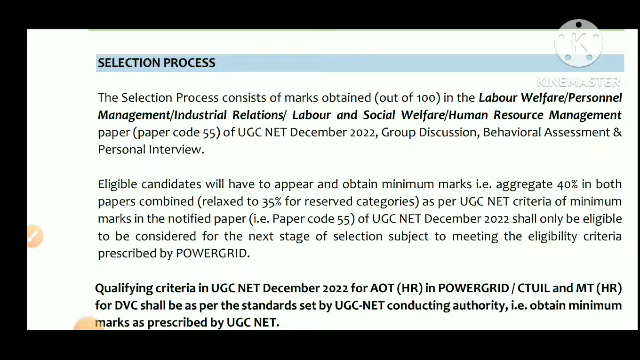 K
KINEMASTER
SELECTION PROCESS
The Selection Process consists of marks obtained (out of 100) in the Labour Welfare/Personnel
Management/Industrial Relations/ Labour and Social Welfare/Human Resource Management
paper (paper code 55) of UGC NET December 2022, Group Discussion, Behavioral Assessment &
Personal Interview.
Eligible candidates will have to appear and obtain minimum marks i.e. aggregate 40% in both
papers combined (relaxed to 35% for reserved categories) as per UGC NET criteria of minimum
marks in the notified paper (i.e. Paper code 55) of UGC NET December 2022 shall only be eligible
to be considered for the next stage of selection subject to meeting the eligibility criteria
prescribed by POWERGRID.
Qualifying criteria in UGC NET December 2022 for AOT (HR) in POWERGRID / CTUIL and MT (HR)
for DVC shall be as per the standards set by UGC-NET conducting authority, i.e. obtain minimum
marks as prescribed by UGC NET.